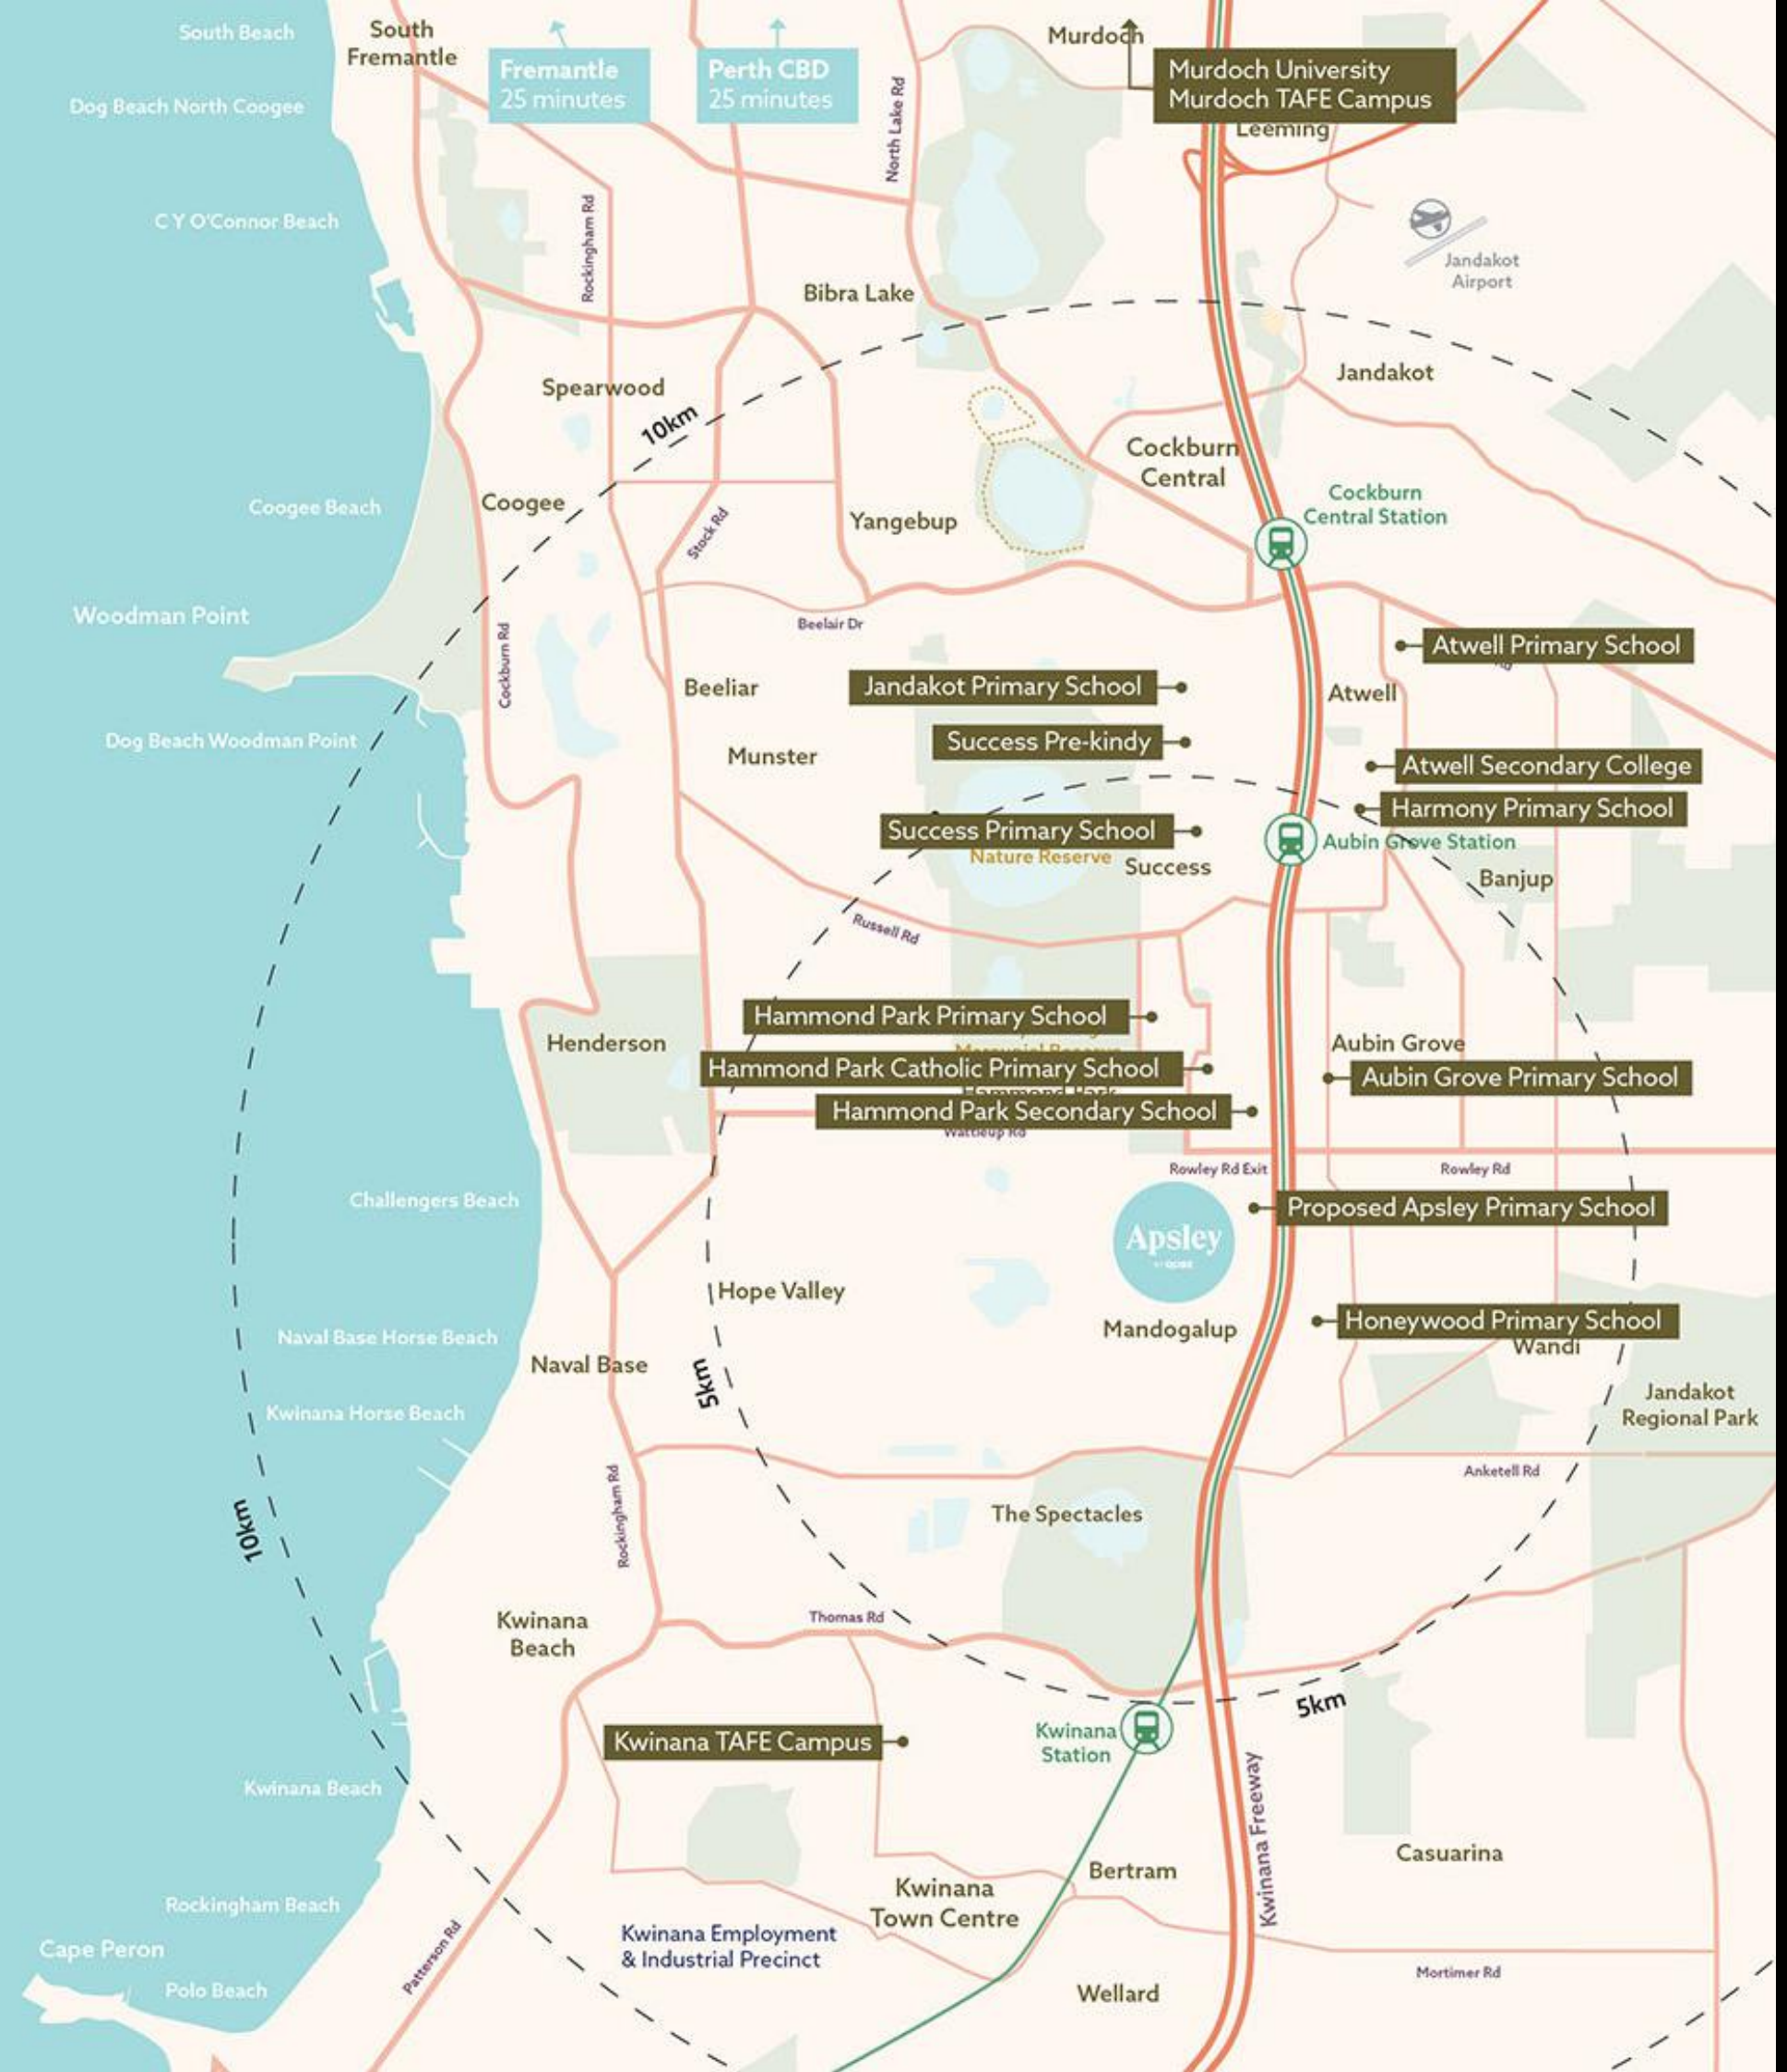 South Beach
South
Fremantle
Fremantle
25 minutes
Perth CBD
25 minutes
North Lake Rd
Murdoch
Murdoch University
Murdoch TAFE Campus
Leeming
Dog Beach North Coogee
C Y O'Connor Beach
Rockingham Rd
Jandakot
Airport
Bibra Lake
Spearwood
10km
Jandakot
Cockburn
Central
Cockburn
Central Station
Coogee Beach
Coogee
Stock Rd
Yangebup
Woodman Point
Cockburn Rd
Beelair Dr
Atwell Primary School
Rd
Beeliar
Jandakot Primary School
Atwell
Dog Beach Woodman Point
Munster
Success Pre-kindy
Atwell Secondary College
Harmony Primary School
Success Primary School
Aubin Grove Station
Nature Reserve
Success
Banjup
Russell Rd
Hammond Park Primary School
Henderson
Aubin Grove
Hammond Park Catholic Primary School
Aubin Grove Primary School
Hammond Park
Hammond Park Secondary School
Wattleup Rd
Rowley Rd Exit
Rowley Rd
Challengers Beach
Proposed Apsley Primary School
Apsley
Hope Valley
Mandogalup
Honeywood Primary School
Wandi
Naval Base Horse Beach
Naval Base
5km
Jandakot
Regional Park
Kwinana Horse Beach
Anketell Rd
10km
Rockingham Rd
The Spectacles
Kwinana
Beach
Thomas Rd
5km
Kwinana TAFE Campus
Kwinana
Station
Kwinana Beach
Kwinana Freeway
Casuarina
Bertram
Kwinana
Town Centre
Rockingham Beach
Kwinana Employment
& Industrial Precinct
Cape Peron
Patterson Rd
Polo Beach
Mortimer Rd
Wellard